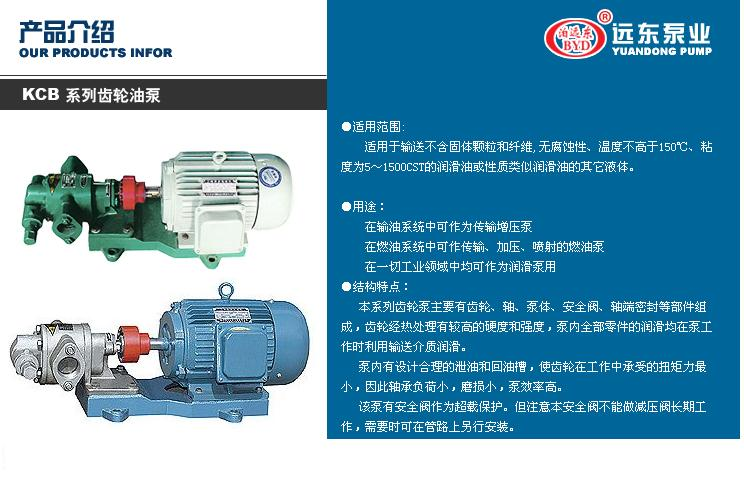 产品介绍
OUR PRODUCTS INFOR
泊远东
BYD
®
远东泵业
YUANDONG PUMP
KCB 系列齿轮油泵
●适用范围:
适用于输送不含固体颗粒和纤维,无腐蚀性、温度不高于150℃、粘
度为5～1500CST的润滑油或性质类似润滑油的其它液体。
●用途：
在输油系统中可作为传输增压泵
在燃油系统中可作传输、加压、喷射的燃油泵
在一切工业领域中均可作为润滑泵用
●结构特点：
本系列齿轮泵主要有齿轮、轴、泵体、安全阀、轴端密封等部件组
成，齿轮经热处理有较高的硬度和强度，泵内全部零件的润滑均在泵工
作时利用输送介质润滑。
泵内有设计合理的泄油和回油槽，使齿轮在工作中承受的扭矩力最
小，因此轴承负荷小，磨损小，泵效率高。
该泵有安全阀作为超载保护。但注意本安全阀不能做减压阀长期工
作，需要时可在管路上另行安装。